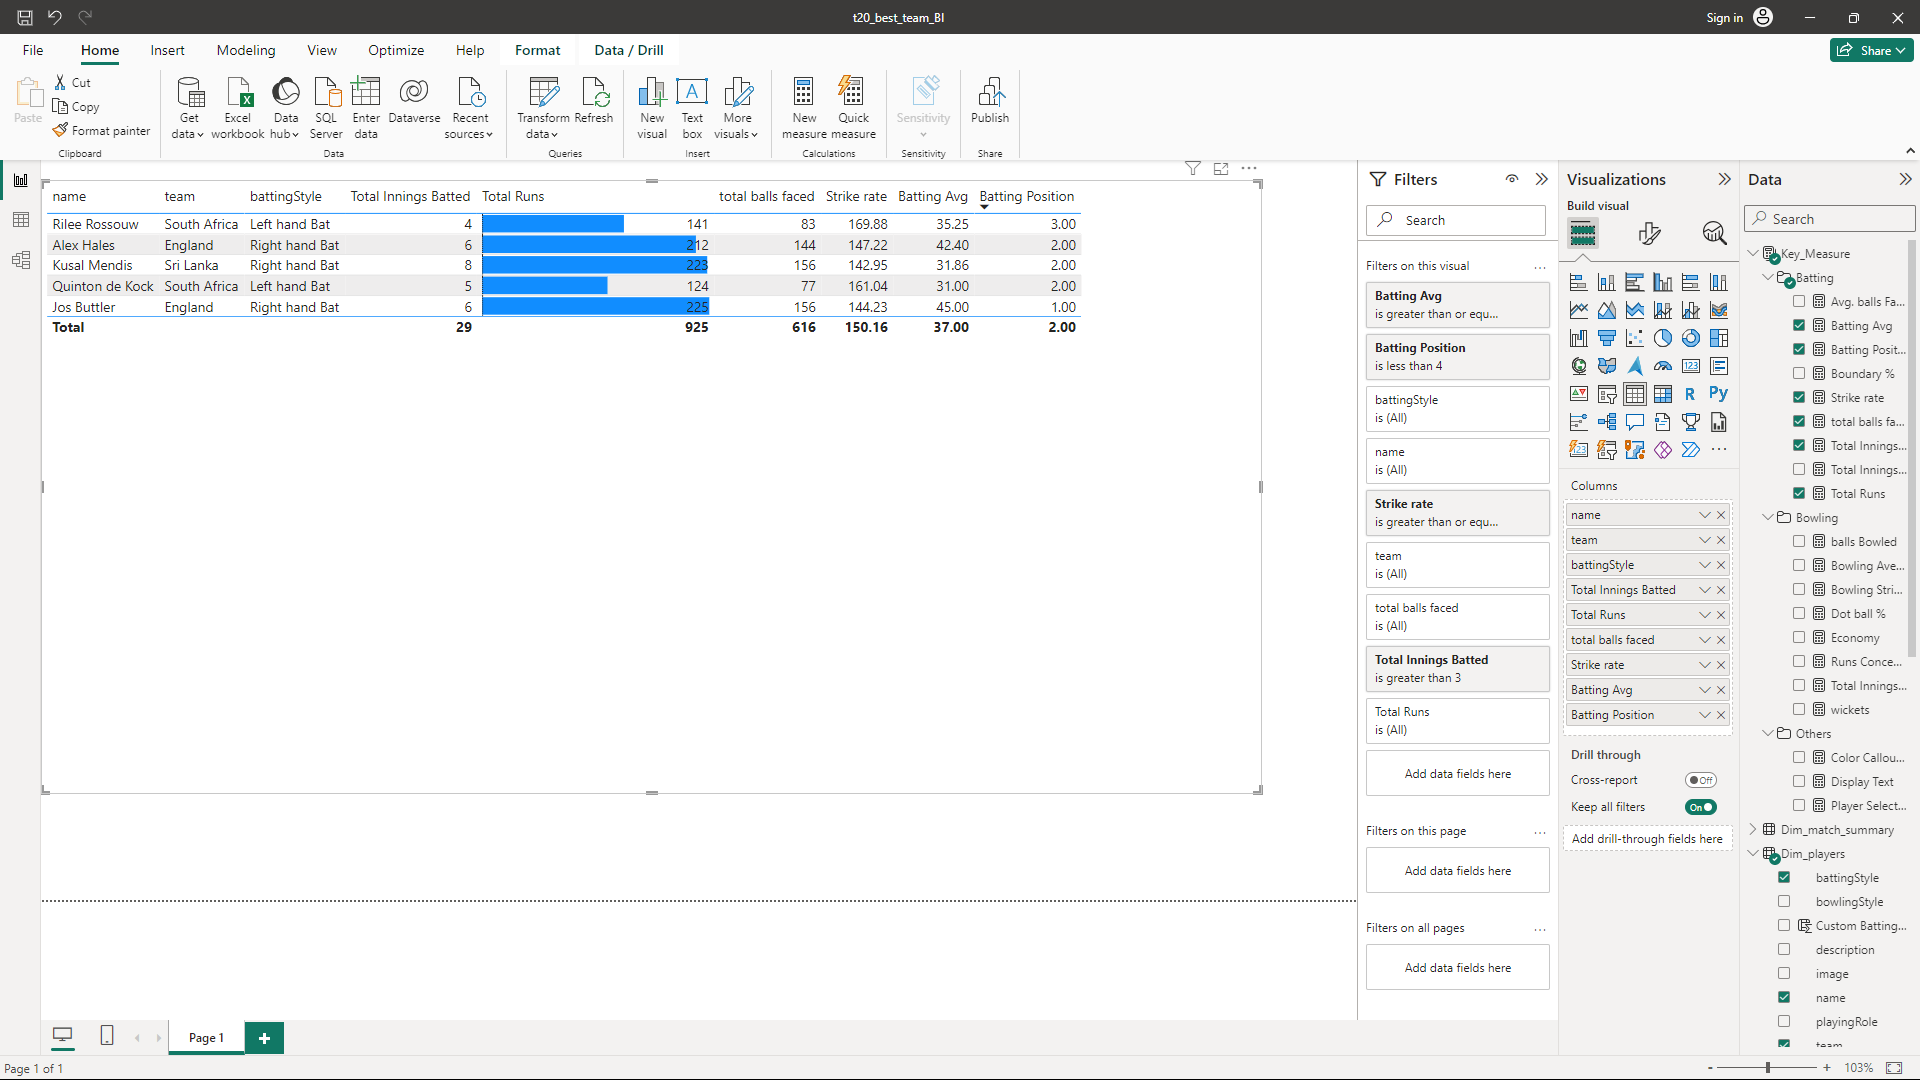 t20_best_team_BI
Sign in
File Home Insert Modeling View Optimize Help Format Data / Drill
Share
Paste
Cut
Copy
Format painter
Clipboard
Get data
Excel workbook
Data hub
SQL Server
Enter data
Dataverse
Recent sources
Data
Transform data
Refresh
Queries
New visual
Text box
More visuals
Insert
New measure
Quick measure
Calculations
Sensitivity
Sensitivity
Publish
Share
name team battingStyle Total Innings Batted Total Runs total balls faced Strike rate Batting Avg Batting Position
Rilee Rossouw South Africa Left hand Bat 4 141 83 169.88 35.25 3.00
Alex Hales England Right hand Bat 6 212 144 147.22 42.40 2.00
Kusal Mendis Sri Lanka Right hand Bat 8 223 156 142.95 31.86 2.00
Quinton de Kock South Africa Left hand Bat 5 124 77 161.04 31.00 2.00
Jos Buttler England Right hand Bat 6 225 156 144.23 45.00 1.00
Total 29 925 616 150.16 37.00 2.00
Filters
Search
Filters on this visual
Batting Avg
is greater than or equ...
Batting Position
is less than 4
battingStyle
is (All)
name
is (All)
Strike rate
is greater than or equ...
team
is (All)
total balls faced
is (All)
Total Innings Batted
is greater than 3
Total Runs
is (All)
Add data fields here
Filters on this page
Add data fields here
Filters on all pages
Add data fields here
Visualizations
Build visual
123
R
Py
123
Columns
name
team
battingStyle
Total Innings Batted
Total Runs
total balls faced
Strike rate
Batting Avg
Batting Position
Drill through
Cross-report
Off
Keep all filters
On
Add drill-through fields here
Data
Search
Key_Measure
Batting
Avg. balls Fa...
Batting Avg
Batting Posit...
Boundary %
Strike rate
total balls fa...
Total Innings...
Total Innings...
Total Runs
Bowling
balls Bowled
Bowling Ave...
Bowling Stri...
Dot ball %
Economy
Runs Conce...
Total Innings...
wickets
Others
Color Callou...
Display Text
Player Select...
Dim_match_summary
Dim_players
battingStyle
bowlingStyle
Custom Batting...
description
image
name
playingRole
team
Page 1
Page 1 of 1
103%